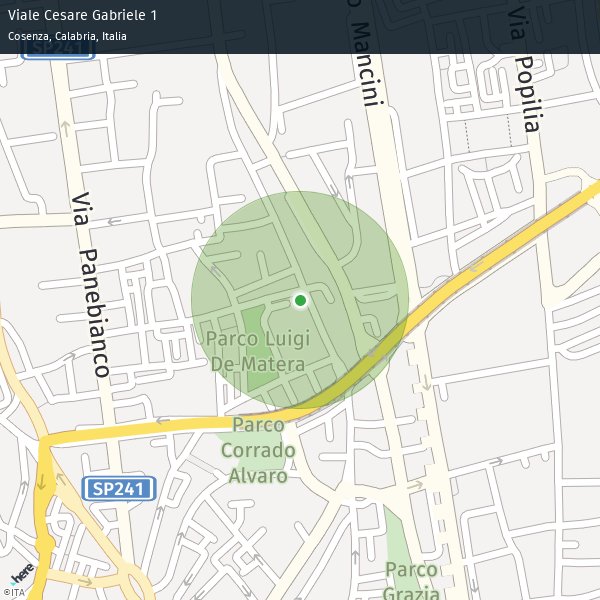 Viale Cesare Gabriele 1
Cosenza, Calabria, Italia
SP241
o Mancini
Via Popilia
Via Panebianco
Parco Luigi
De Matera
Parco
Corrado
Alvaro
SP241
Parco
Grazia
here
©ITA